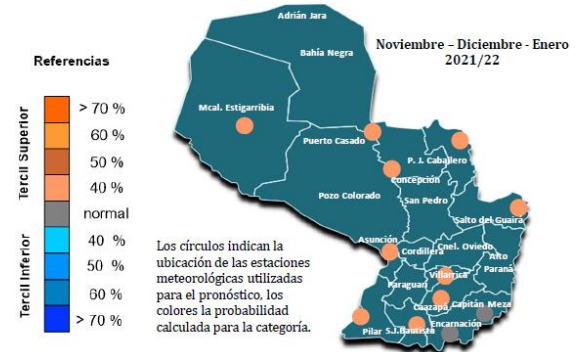 Adrián Jara
Noviembre – Diciembre - Enero
2021/22
Bahía Negra
Referencias
Mcal. Estigarribia
Puerto Casado
P. J. Caballero
Concepción
Pozo Colorado
San Pedro
Salto del Guairá
Asunción
Cordillera
Cnel. Oviedo
Alto
Paraná
Villarrica
Paraguarí
Caazapá
Capitán Meza
Pilar
S.J.Bautista
Encarnación
Tercil Superior
> 70 %
60 %
50 %
40 %
normal
Tercil Inferior
40 %
50 %
60 %
> 70 %
Los círculos indican la
ubicación de las estaciones
meteorológicas utilizadas
para el pronóstico, los
colores la probabilidad
calculada para la categoría.